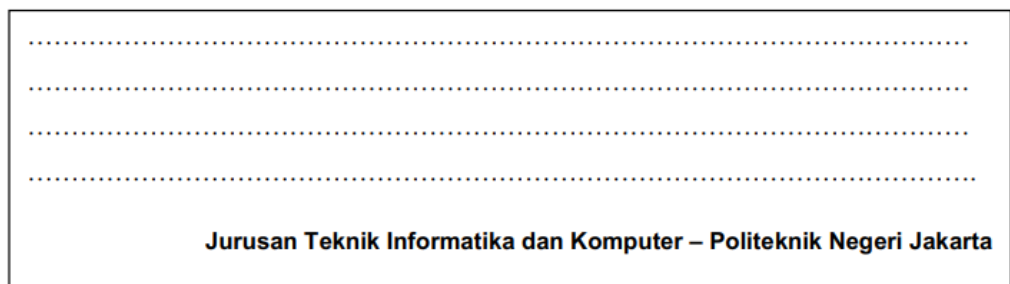 ……………………………………………………………………………………………
……………………………………………………………………………………………
……………………………………………………………………………………………
…………………………………………………………………………………………….
Jurusan Teknik Informatika dan Komputer – Politeknik Negeri Jakarta